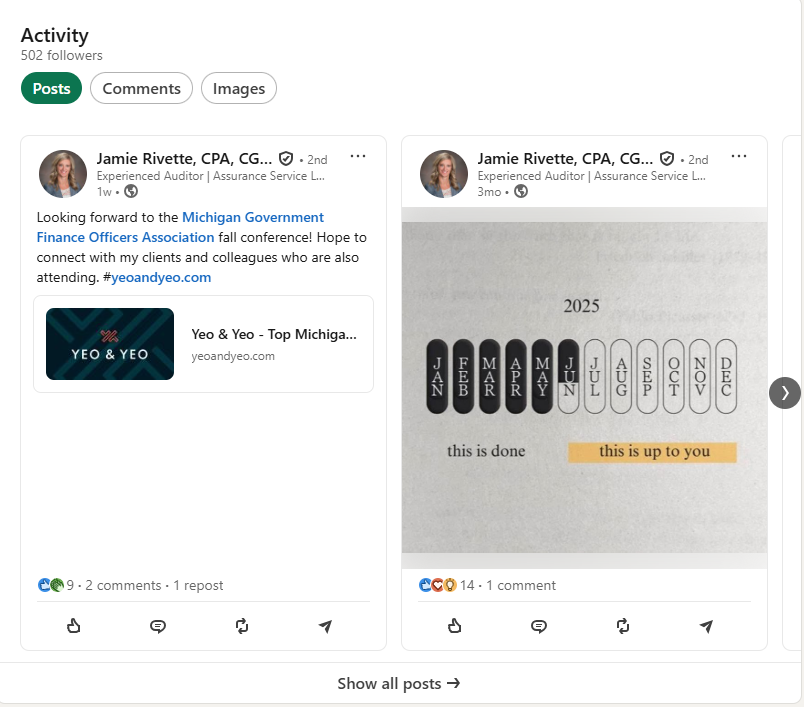 Activity
502 followers
Posts
Comments
Images
Jamie Rivette, CPA, CG... • 2nd
Experienced Auditor | Assurance Service L...
1w •
Looking forward to the Michigan Government
Finance Officers Association fall conference! Hope to
connect with my clients and colleagues who are also
attending. #yeoandyeo.com
YEO & YEO
Yeo & Yeo - Top Michiga...
yeoandyeo.com
9 · 2 comments · 1 repost
Jamie Rivette, CPA, CG... • 2nd
Experienced Auditor | Assurance Service L...
3mo •
2025
JAN FEB MAR APR MAY JUN JUL AUG SEP OCT NOV DEC
this is done
this is up to you
14 · 1 comment
Show all posts →